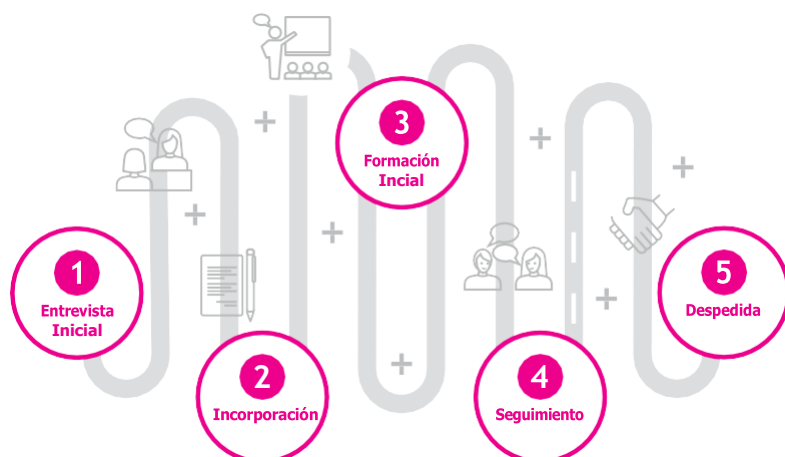 1
Entrevista
Inicial
2
Incorporación
3
Formación
Incial
4
Seguimiento
5
Despedida